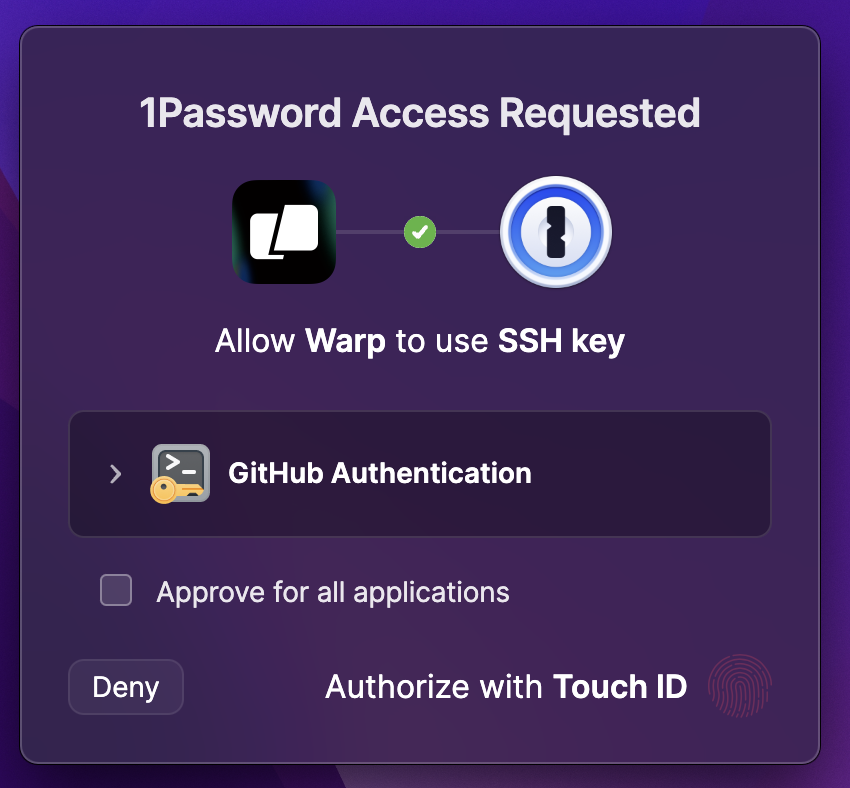 1Password Access Requested
Allow Warp to use SSH key
GitHub Authentication
Approve for all applications
Deny
Authorize with Touch ID